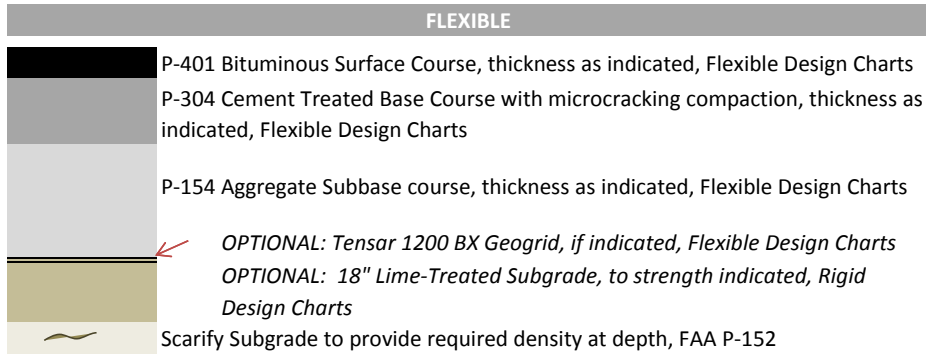 FLEXIBLE
P-401 Bituminous Surface Course, thickness as indicated, Flexible Design Charts
P-304 Cement Treated Base Course with microcracking compaction, thickness as
indicated, Flexible Design Charts
P-154 Aggregate Subbase course, thickness as indicated, Flexible Design Charts
OPTIONAL: Tensar 1200 BX Geogrid, if indicated, Flexible Design Charts
OPTIONAL:  18" Lime-Treated Subgrade, to strength indicated, Rigid
Design Charts
Scarify Subgrade to provide required density at depth, FAA P-152